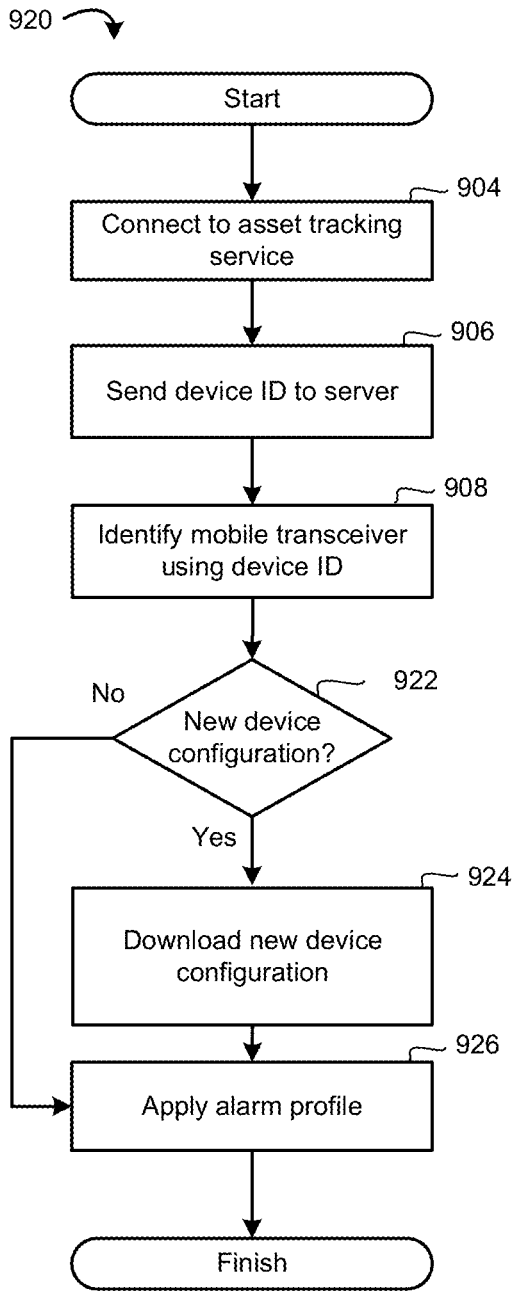 920
Start
904
Connect to asset tracking
service
906
Send device ID to server
908
Identify mobile transceiver
using device ID
922
No
New device
configuration?
Yes
924
Download new device
configuration
926
Apply alarm profile
Finish